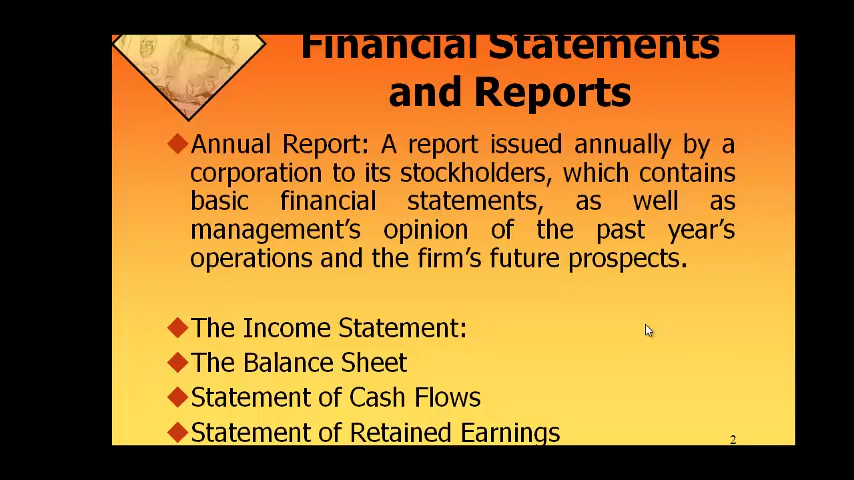 Financial Statements
and Reports
Annual Report: A report issued annually by a
corporation to its stockholders, which contains
basic financial statements, as well as
management’s opinion of the past year’s
operations and the firm’s future prospects.
The Income Statement:
The Balance Sheet
Statement of Cash Flows
Statement of Retained Earnings
2